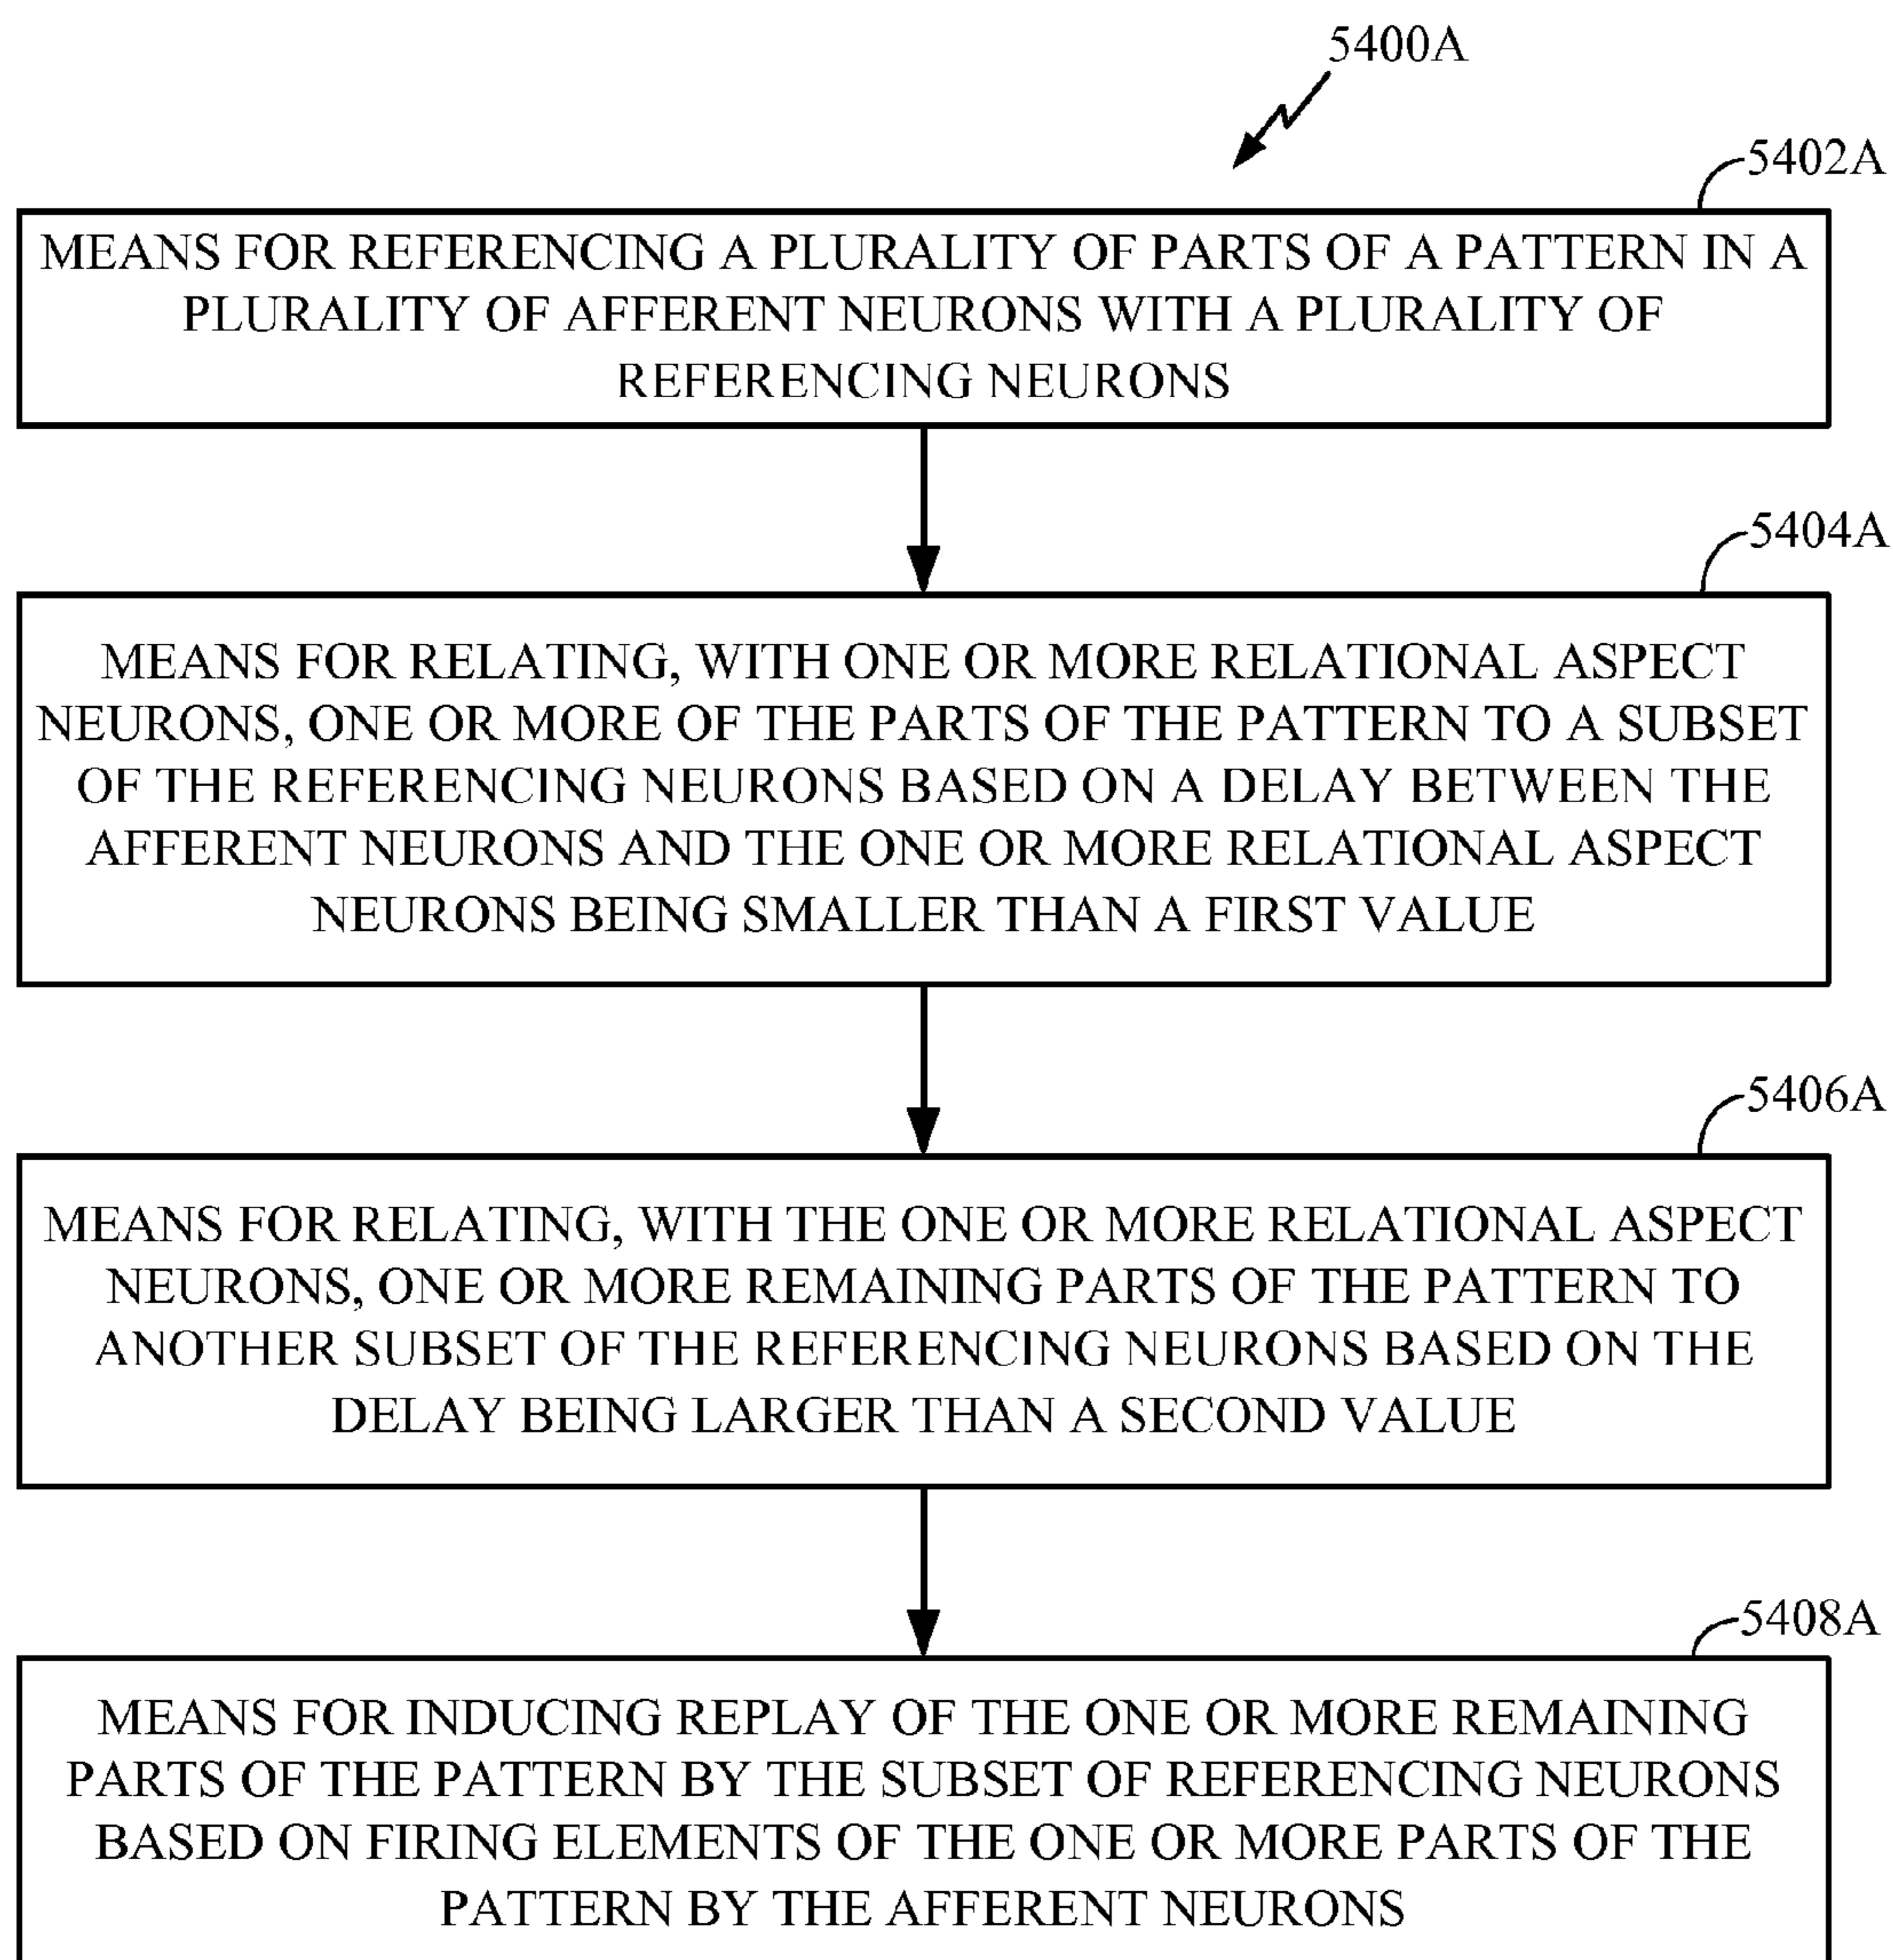 5400A
5402A
MEANS FOR REFERENCING A PLURALITY OF PARTS OF A PATTERN IN A
PLURALITY OF AFFERENT NEURONS WITH A PLURALITY OF
REFERENCING NEURONS
5404A
MEANS FOR RELATING, WITH ONE OR MORE RELATIONAL ASPECT
NEURONS, ONE OR MORE OF THE PARTS OF THE PATTERN TO A SUBSET
OF THE REFERENCING NEURONS BASED ON A DELAY BETWEEN THE
AFFERENT NEURONS AND THE ONE OR MORE RELATIONAL ASPECT
NEURONS BEING SMALLER THAN A FIRST VALUE
5406A
MEANS FOR RELATING, WITH THE ONE OR MORE RELATIONAL ASPECT
NEURONS, ONE OR MORE REMAINING PARTS OF THE PATTERN TO
ANOTHER SUBSET OF THE REFERENCING NEURONS BASED ON THE
DELAY BEING LARGER THAN A SECOND VALUE
5408A
MEANS FOR INDUCING REPLAY OF THE ONE OR MORE REMAINING
PARTS OF THE PATTERN BY THE SUBSET OF REFERENCING NEURONS
BASED ON FIRING ELEMENTS OF THE ONE OR MORE PARTS OF THE
PATTERN BY THE AFFERENT NEURONS